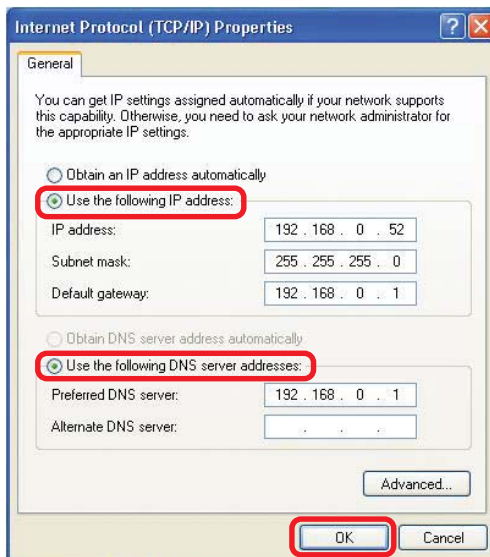 Internet Protocol (TCP/IP) Properties
General
You can get IP settings assigned automatically if your network supports
this capability. Otherwise, you need to ask your network administrator for
the appropriate IP settings.
Obtain an IP address automatically
Use the following IP address:
IP address: 192 . 168 . 0 . 52
Subnet mask: 255 . 255 . 255 . 0
Default gateway: 192 . 168 . 0 . 1
Obtain DNS server address automatically
Use the following DNS server addresses:
Preferred DNS server: 192 . 168 . 0 . 1
Alternate DNS server: . . .
Advanced...
OK Cancel